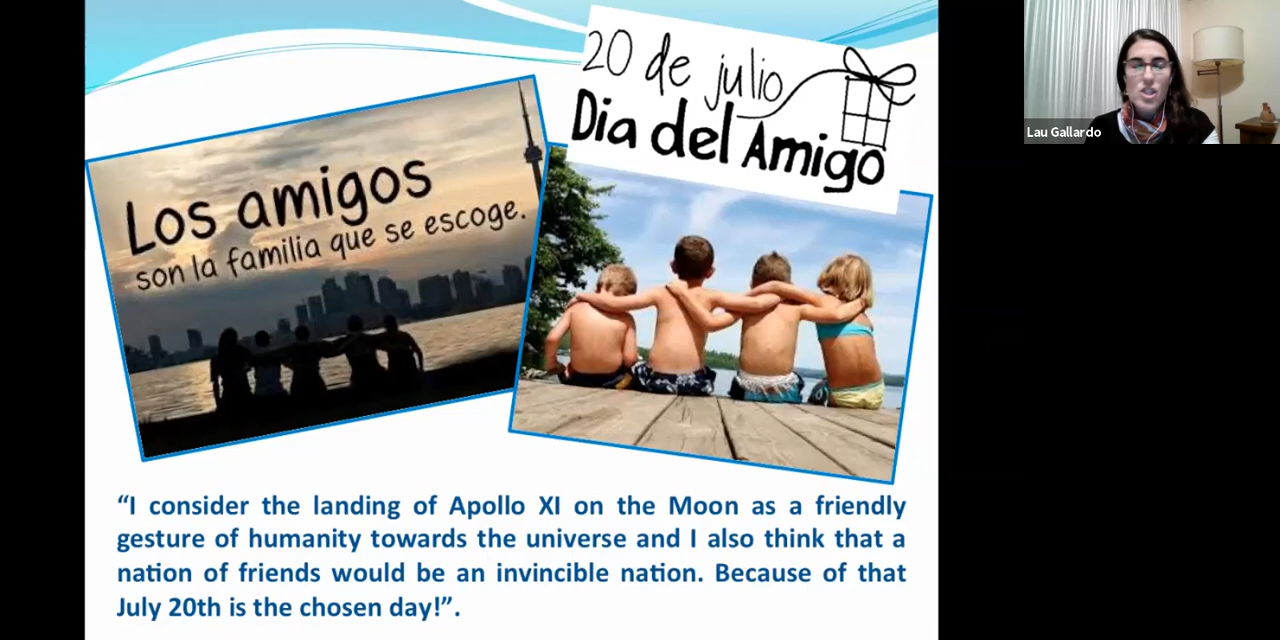 20 de julio
Dia del Amigo
Los amigos
son la familia que se escoge.
Lau Gallardo
“I consider the landing of Apollo XI on the Moon as a friendly
gesture of humanity towards the universe and I also think that a
nation of friends would be an invincible nation. Because of that
July 20th is the chosen day!”.